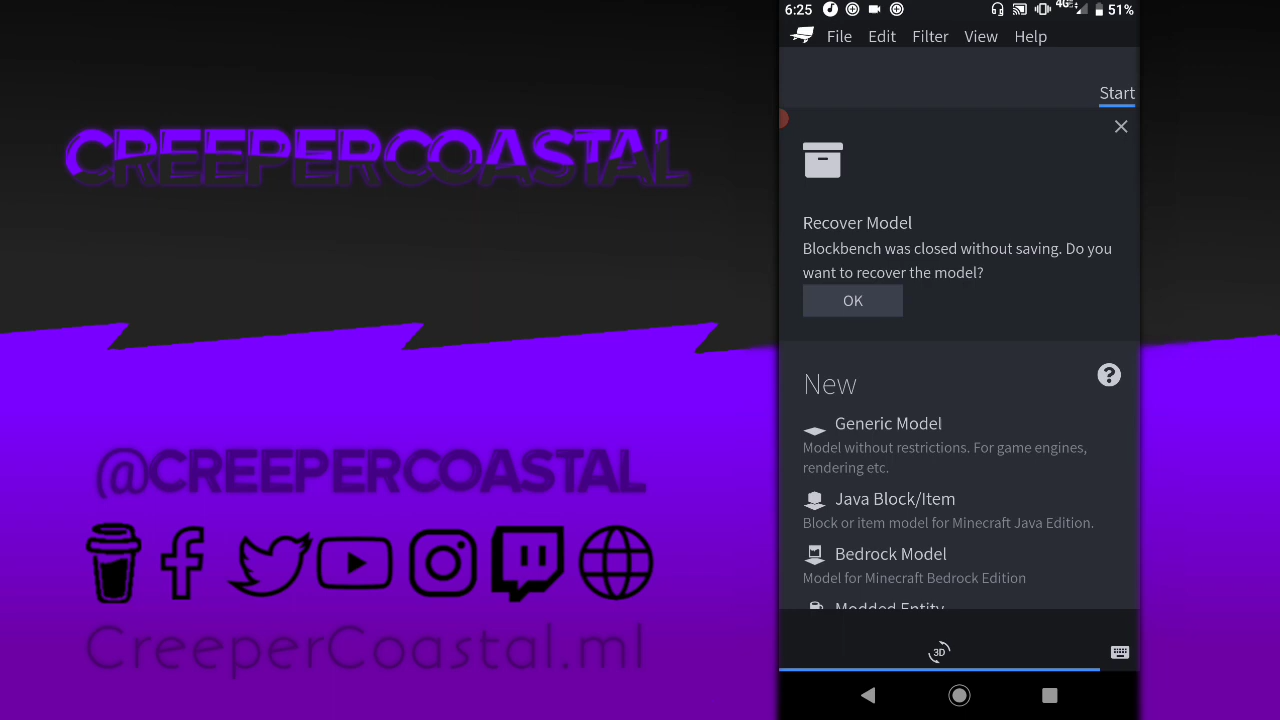 CREEPERCOASTAL
@CREEPERCOASTAL
CreeperCoastal.ml
6:25
4G
51%
File Edit Filter View Help
Start
Recover Model
Blockbench was closed without saving. Do you
want to recover the model?
OK
New
?
Generic Model
Model without restrictions. For game engines,
rendering etc.
Java Block/Item
Block or item model for Minecraft Java Edition.
Bedrock Model
Model for Minecraft Bedrock Edition
Modded Entity
3D